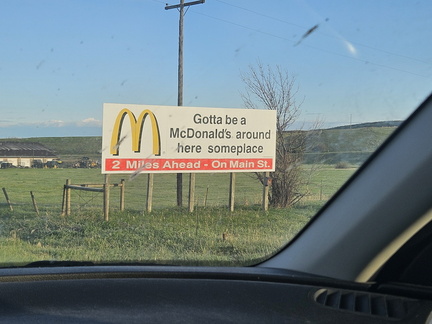 Gotta be a
McDonald's around
here someplace
2 Miles Ahead - On Main St.